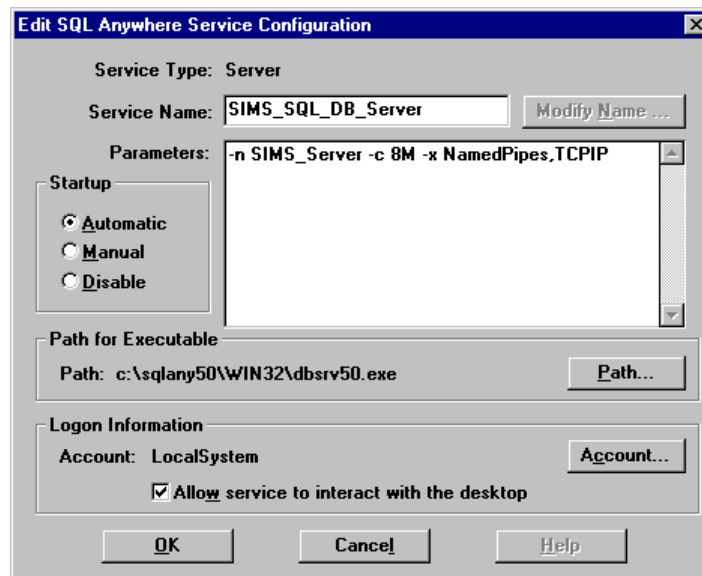 Edit SQL Anywhere Service Configuration
Service Type: Server
Service Name: SIMS_SQL_DB_Server
Modify Name ...
Parameters: -n SIMS_Server -c 8M -x NamedPipes,TCPIP
Startup
Automatic
Manual
Disable
Path for Executable
Path: c:\sqlany50\WIN32\dbsrv50.exe
Path...
Logon Information
Account: LocalSystem
Account...
Allow service to interact with the desktop
OK Cancel Help